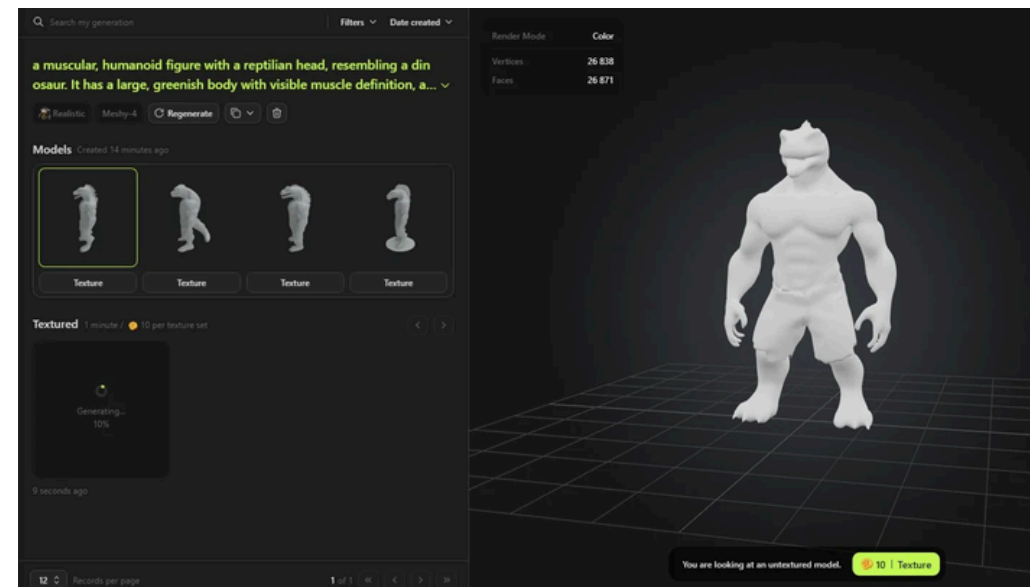 Search my generation
Filters
Date created
a muscular, humanoid figure with a reptilian head, resembling a din
osaur. It has a large, greenish body with visible muscle definition, a...
Realistic
Meshy-4
Regenerate
Models Created 14 minutes ago
Texture
Texture
Texture
Texture
Textured 1 minute / 10 per texture set
Generating...
10%
9 seconds ago
12 Records per page
1 of 1
Render Mode Color
Vertices 26 838
Faces 26 871
You are looking at an untextured model.
10 | Texture